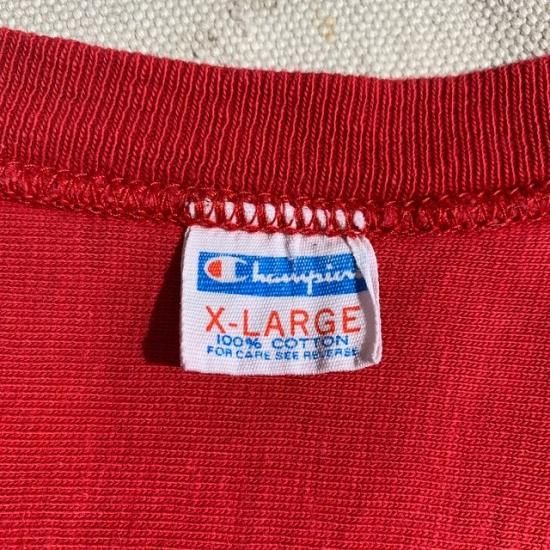 Champion
X-LARGE
100% COTTON
FOR CARE SEE REVERSE